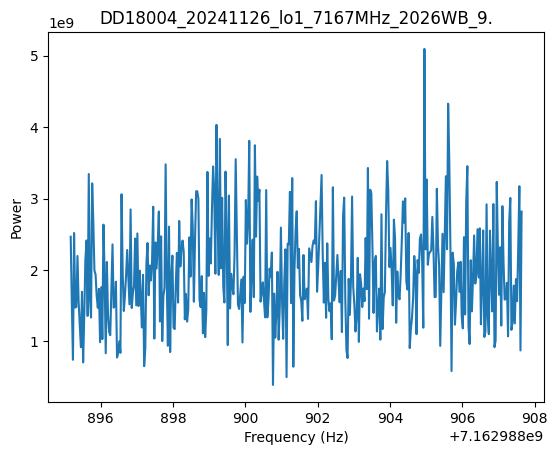 DD18004_20241126_lo1_7167MHz_2026WB_9.
1e9
5
4
3
2
1
Power
896 898 900 902 904 906 908
Frequency (Hz)
+7.162988e9